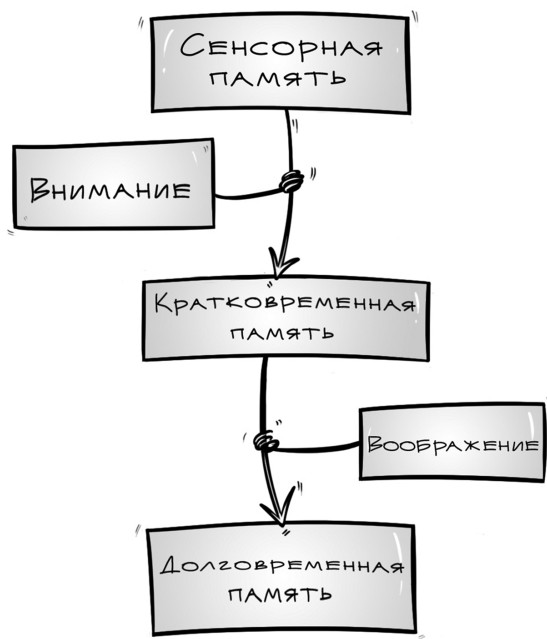 Сенсорная
память
Внимание
Кратковременная
память
Воображение
Долговременная
память